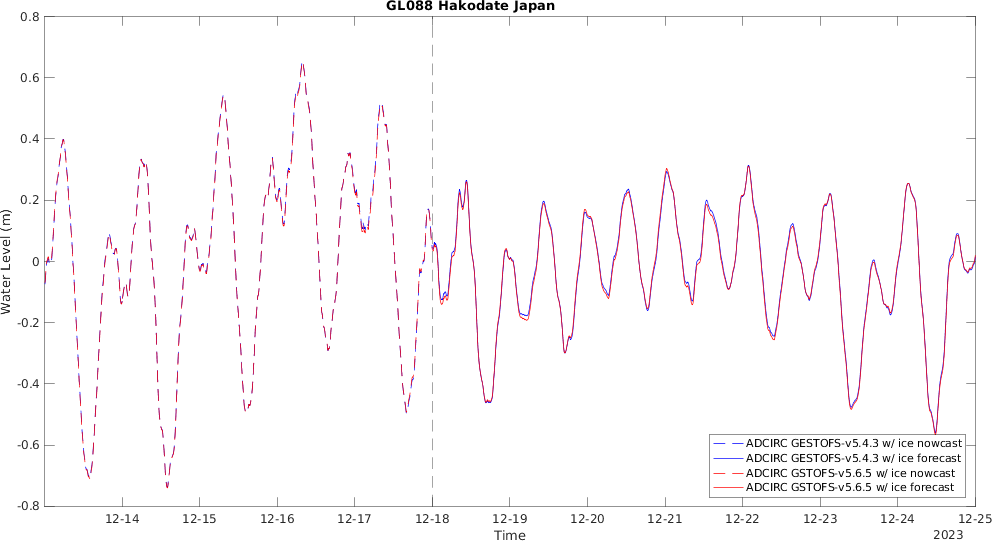 GL088 Hakodate Japan
0.8
0.6
0.4
0.2
0
-0.2
-0.4
-0.6
-0.8
Water Level (m)
ADCIRC GESTOFS-v5.4.3 w/ ice nowcast
ADCIRC GESTOFS-v5.4.3 w/ ice forecast
ADCIRC GSTOFS-v5.6.5 w/ ice nowcast
ADCIRC GSTOFS-v5.6.5 w/ ice forecast
12-14 12-15 12-16 12-17 12-18 12-19 12-20 12-21 12-22 12-23 12-24 12-25
Time
2023